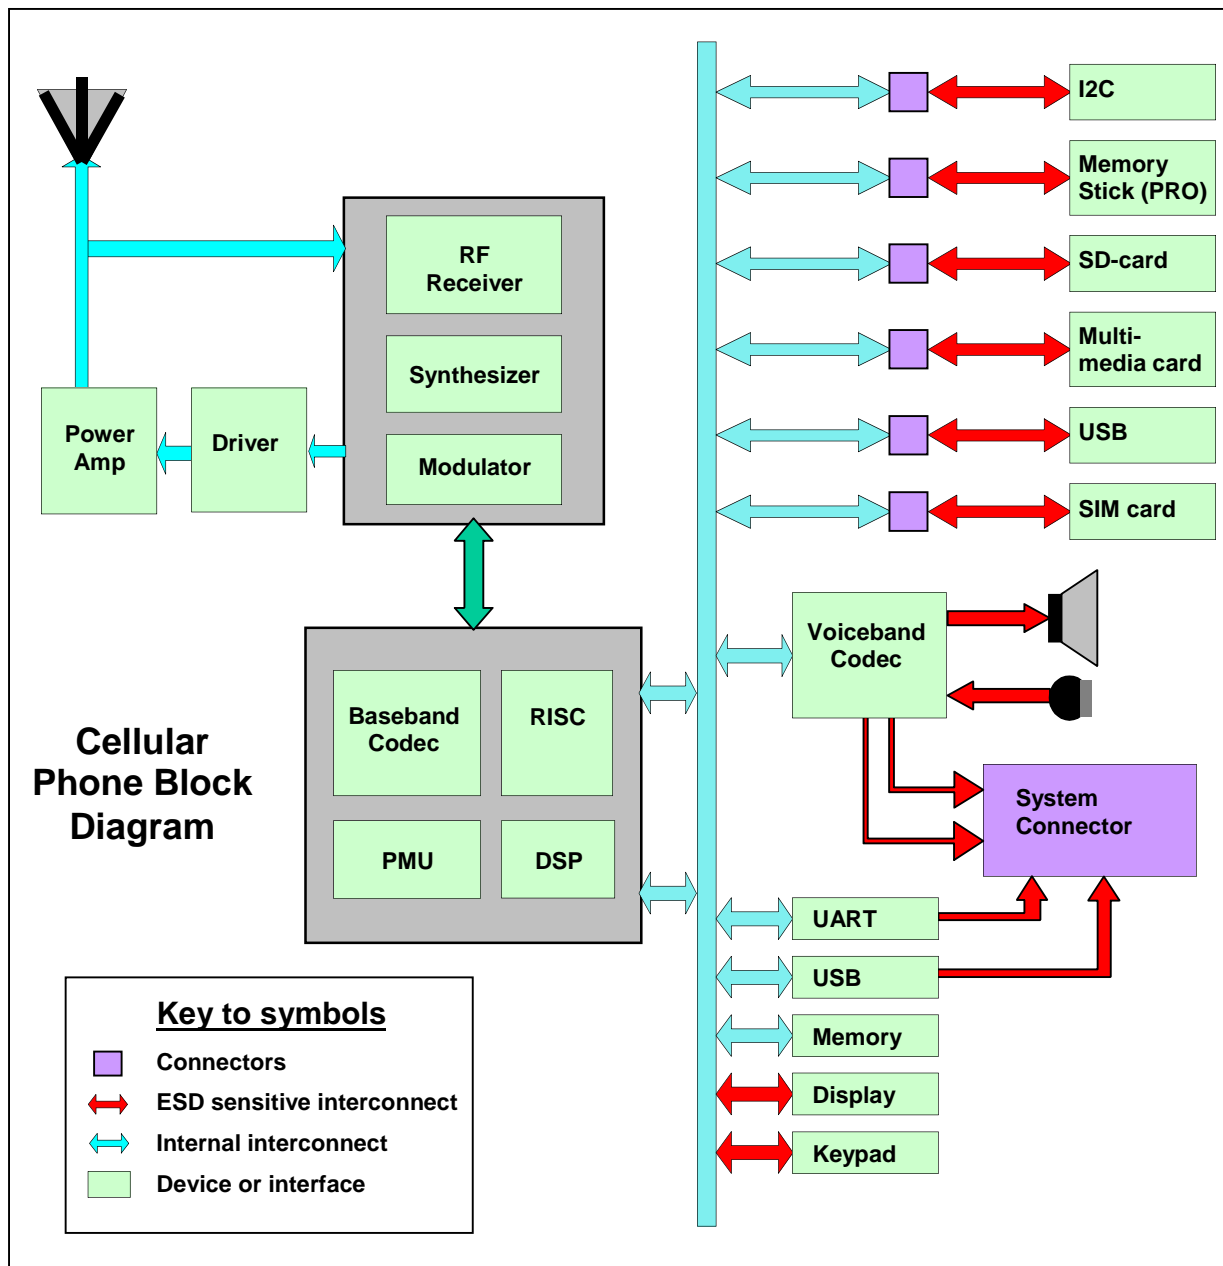 I2C
Memory
Stick (PRO)
SD-card
Multi-
media card
USB
SIM card
RF
Receiver
Synthesizer
Modulator
Power
Amp
Driver
Voiceband
Codec
Baseband
Codec
RISC
PMU
DSP
Cellular
Phone Block
Diagram
System
Connector
UART
USB
Memory
Display
Keypad
Key to symbols
Connectors
ESD sensitive interconnect
Internal interconnect
Device or interface